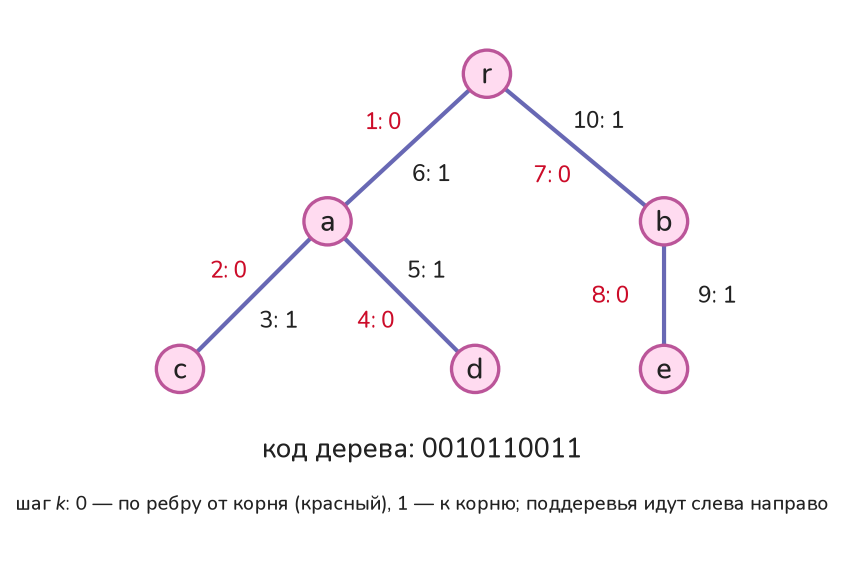 r
1: 0
10: 1
6: 1
7: 0
a
b
2: 0
5: 1
8: 0
9: 1
3: 1
4: 0
c
d
e
код дерева: 0010110011
шаг k: 0 — по ребру от корня (красный), 1 — к корню; поддеревья идут слева направо